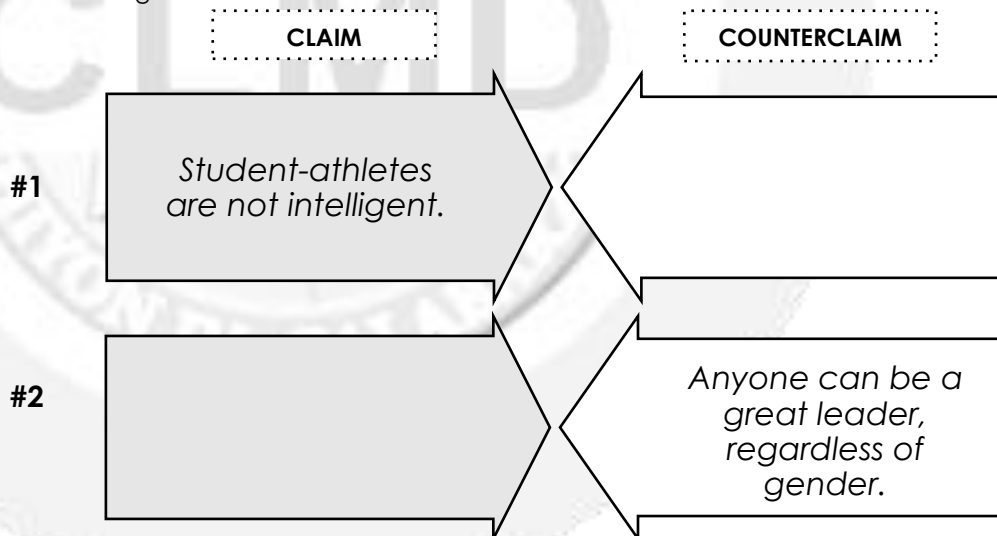 CLAIM
COUNTERCLAIM
#1
Student-athletes
are not intelligent.
#2
Anyone can be a
great leader,
regardless of
gender.